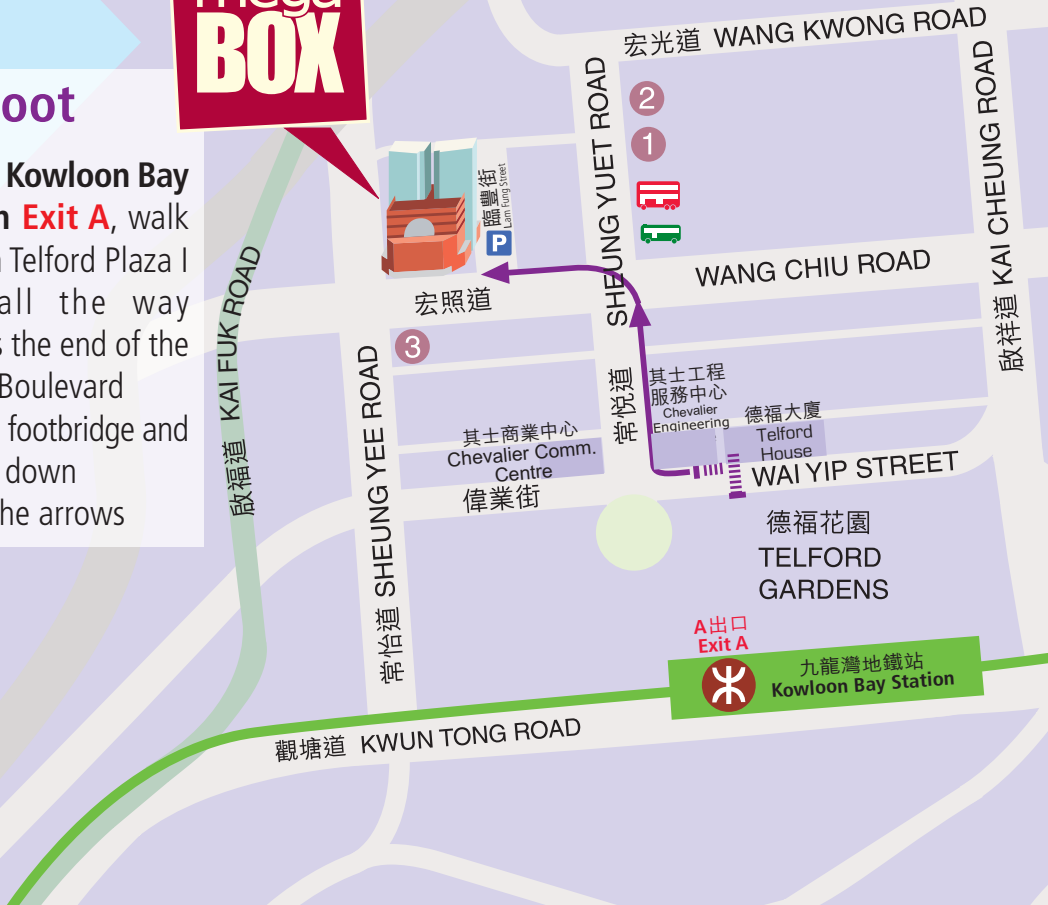 mega
BOX
oot
Kowloon Bay
Exit A, walk
Telford Plaza I
all the way
the end of the
Boulevard
footbridge and
down
he arrows
宏光道 WANG KWONG ROAD
SHEUNG YUET ROAD
常悅道
2
1
啟祥道 KAI CHEUNG ROAD
臨豐街
Lam Fung Street
P
WANG CHIU ROAD
宏照道
啟福道 KAI FUK ROAD
3
常怡道 SHEUNG YEE ROAD
其士工程
服務中心
Chevalier
Engineering
德福大廈
Telford
House
其士商業中心
Chevalier Comm.
Centre
偉業街
WAI YIP STREET
德福花園
TELFORD
GARDENS
A出口
Exit A
九龍灣地鐵站
Kowloon Bay Station
觀塘道 KWUN TONG ROAD